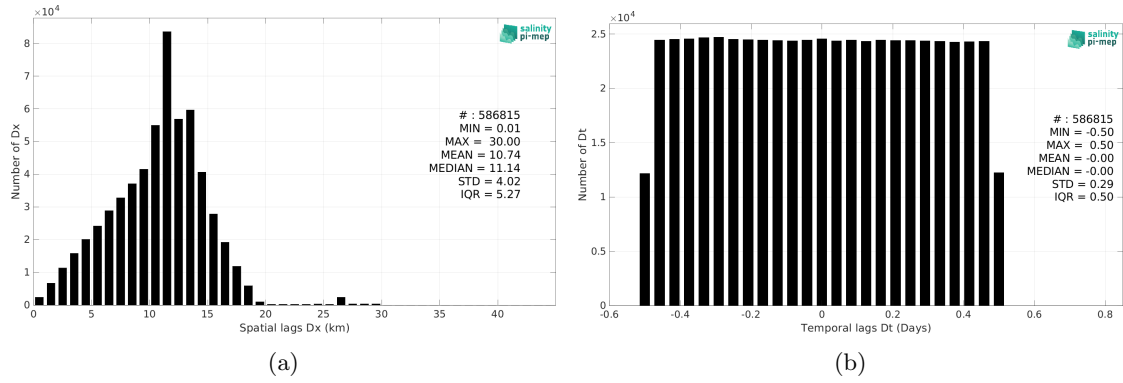 ×10⁴
8
7
6
5
4
3
2
1
0
Number of Dx
0 5 10 15 20 25 30 35 40
Spatial lags Dx (km)
salinity
pi-mep
# : 586815
MIN = 0.01
MAX = 30.00
MEAN = 10.74
MEDIAN = 11.14
STD = 4.02
IQR = 5.27
(a)
×10⁴
2.5
2
1.5
1
0.5
0
Number of Dt
-0.6 -0.4 -0.2 0 0.2 0.4 0.6 0.8
Temporal lags Dt (Days)
salinity
pi-mep
# : 586815
MIN = -0.50
MAX = 0.50
MEAN = -0.00
MEDIAN = -0.00
STD = 0.29
IQR = 0.50
(b)